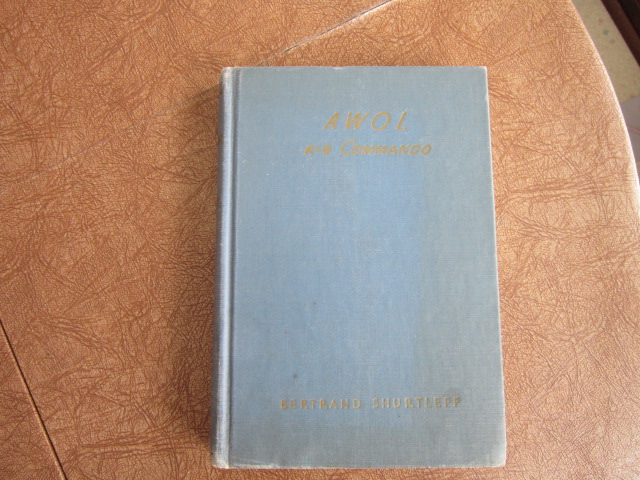 AWOL
K-9 COMMANDO
BERTRAND SHURTLEFF